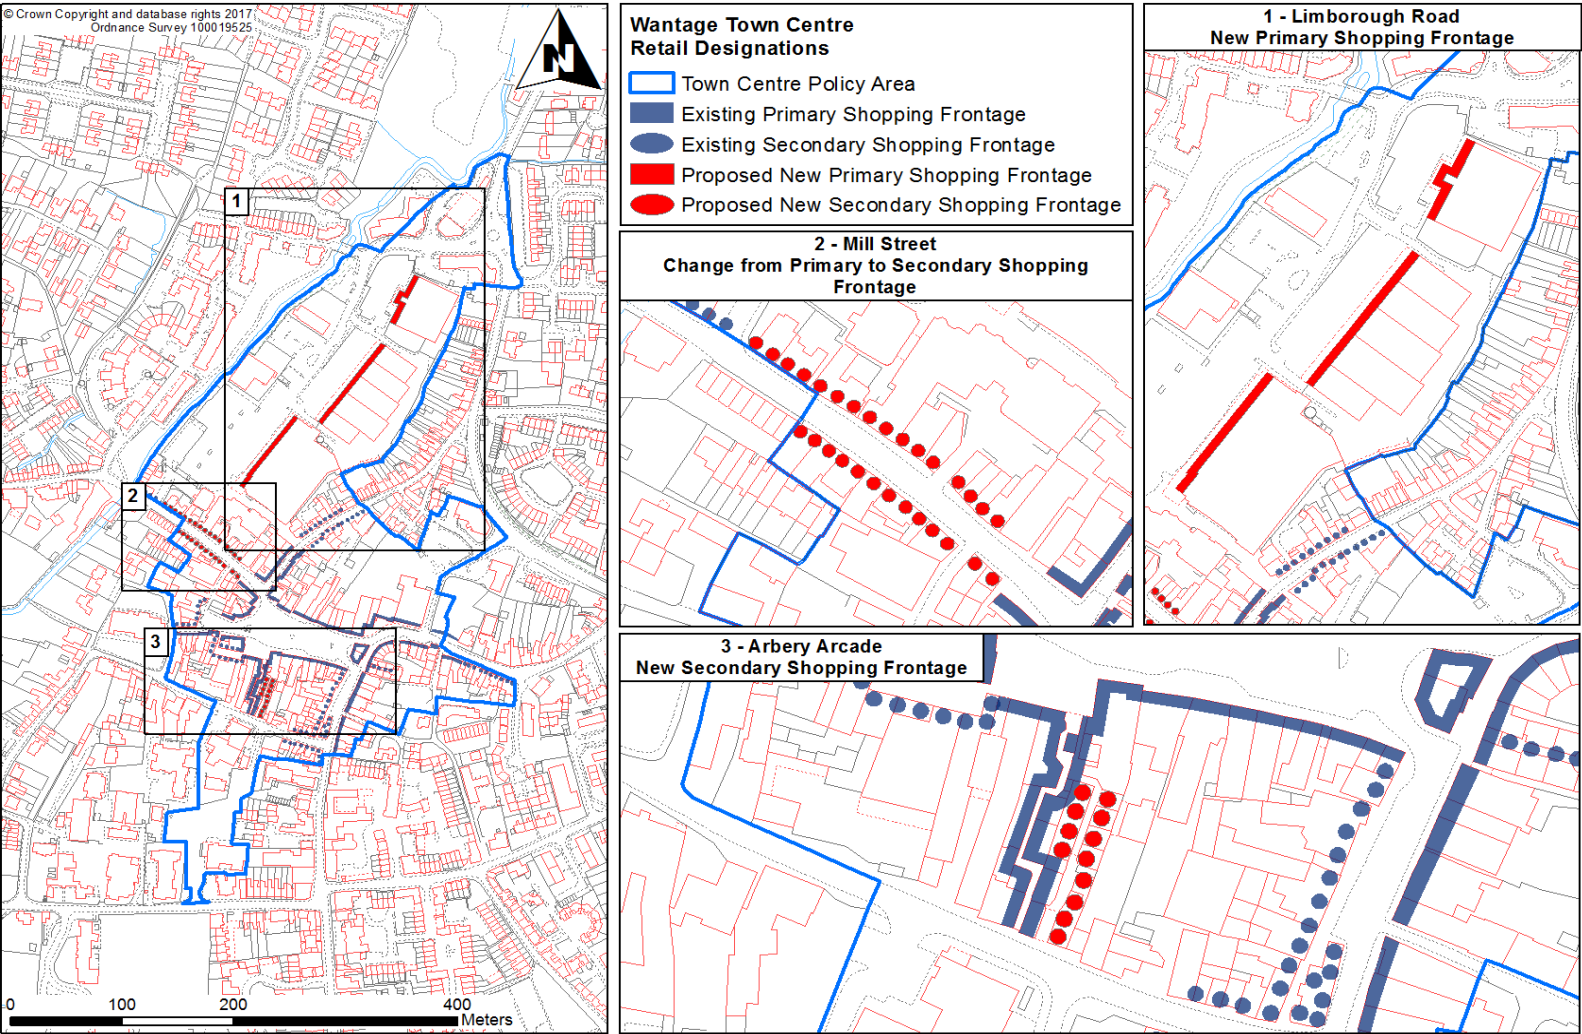 © Crown Copyright and database rights 2017
Ordnance Survey 100019525
N
1
2
3
0 100 200 400 Meters
Wantage Town Centre
Retail Designations
Town Centre Policy Area
Existing Primary Shopping Frontage
Existing Secondary Shopping Frontage
Proposed New Primary Shopping Frontage
Proposed New Secondary Shopping Frontage
2 - Mill Street
Change from Primary to Secondary Shopping
Frontage
1 - Limborough Road
New Primary Shopping Frontage
3 - Arbery Arcade
New Secondary Shopping Frontage